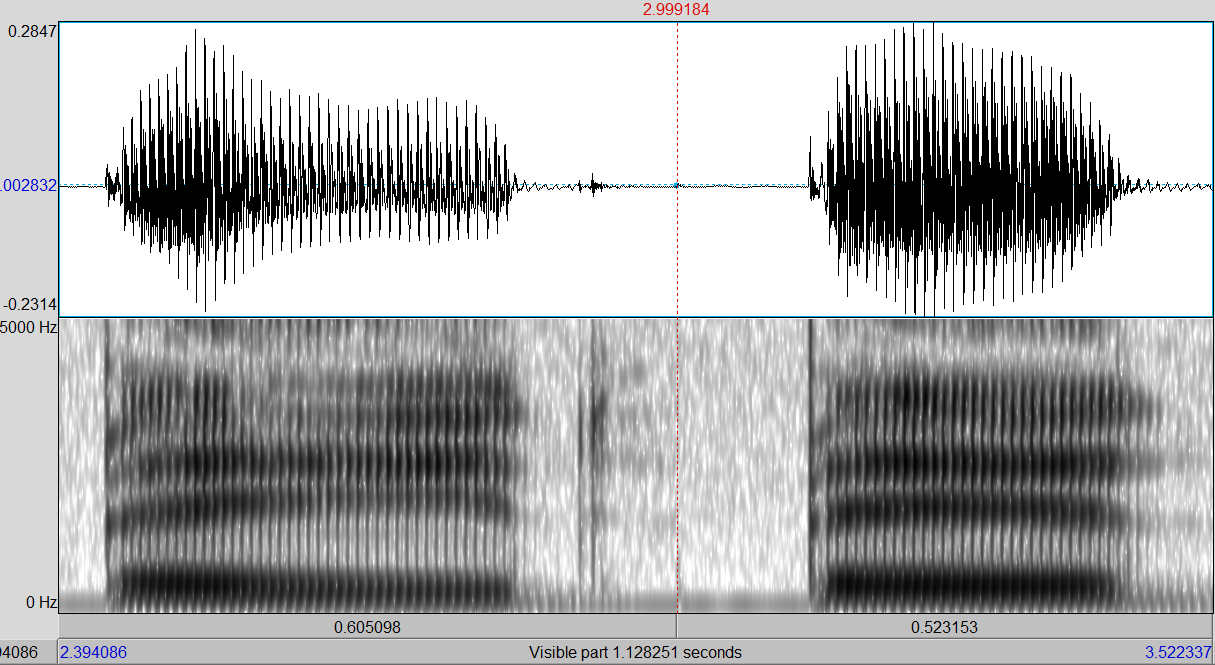 2.999184
0.2847
.002832
-0.2314
5000 Hz
0 Hz
0.605098 0.523153
94086 2.394086 Visible part 1.128251 seconds 3.522337